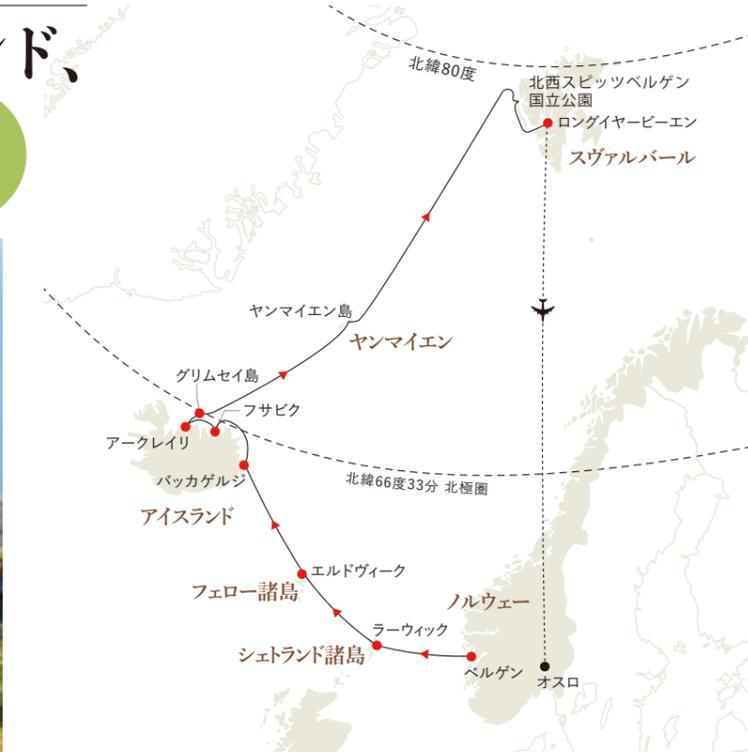 ド、
北緯80度
北西スピッツベルゲン
国立公園
ロングイヤービーエン
スヴァルバール
ヤンマイエン島
ヤンマイエン
グリムセイ島
フサビク
アークレイリ
バッカゲルジ
北緯66度33分 北極圏
アイスランド
エルドヴィーク
フェロー諸島
ノルウェー
ラーウィック
シェトランド諸島
ベルゲン
オスロ